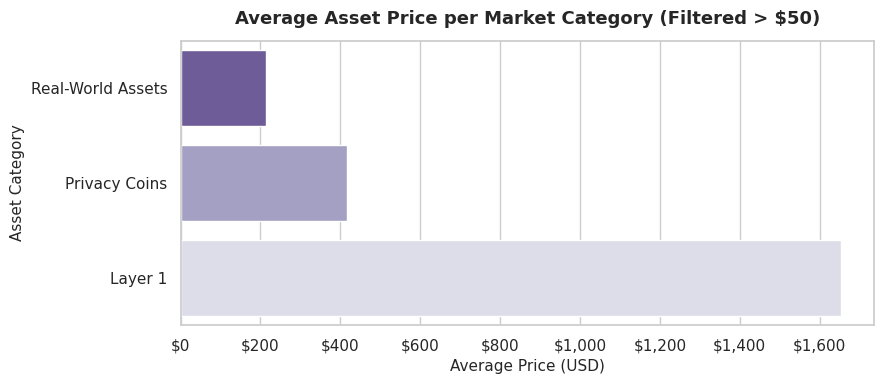 Average Asset Price per Market Category (Filtered > $50)
Asset Category
Real-World Assets
Privacy Coins
Layer 1
$0 $200 $400 $600 $800 $1,000 $1,200 $1,400 $1,600
Average Price (USD)